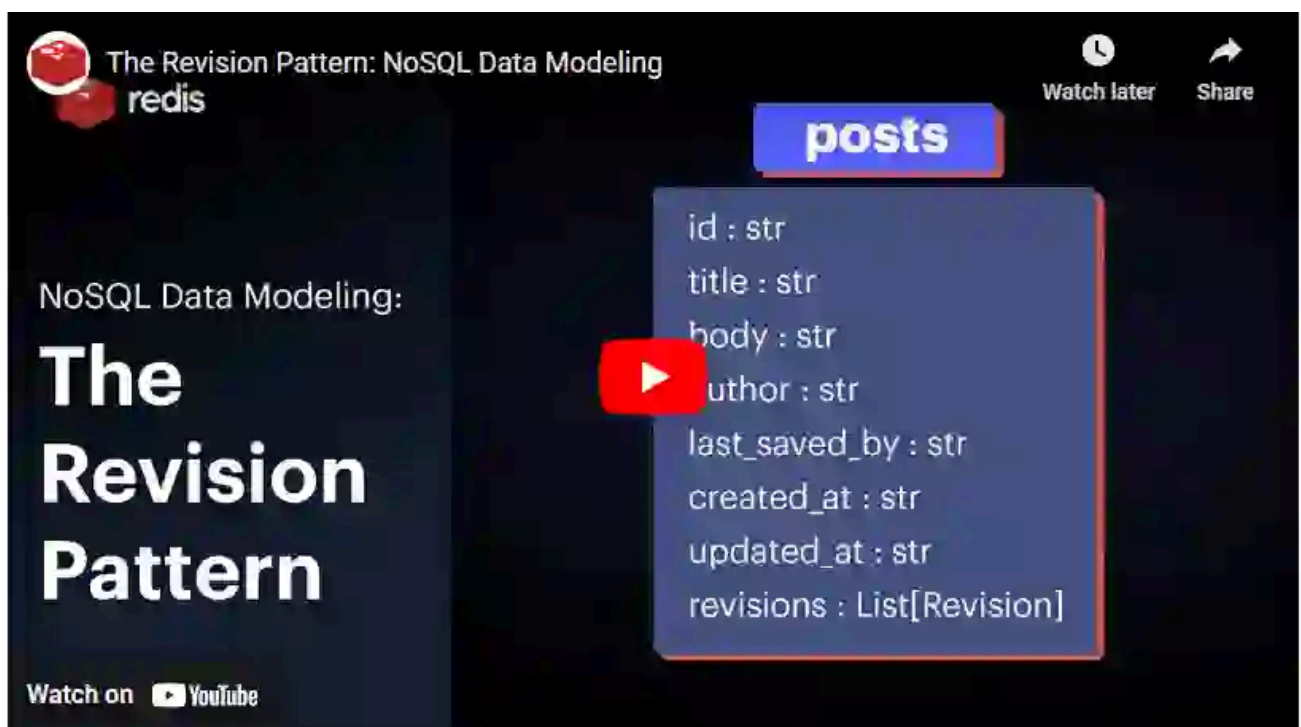 The Revision Pattern: NoSQL Data Modeling
redis
Watch later
Share
NoSQL Data Modeling:
The
Revision
Pattern
posts
id : str
title : str
body : str
uthor : str
last_saved_by : str
created_at : str
updated_at : str
revisions : List[Revision]
Watch on YouTube